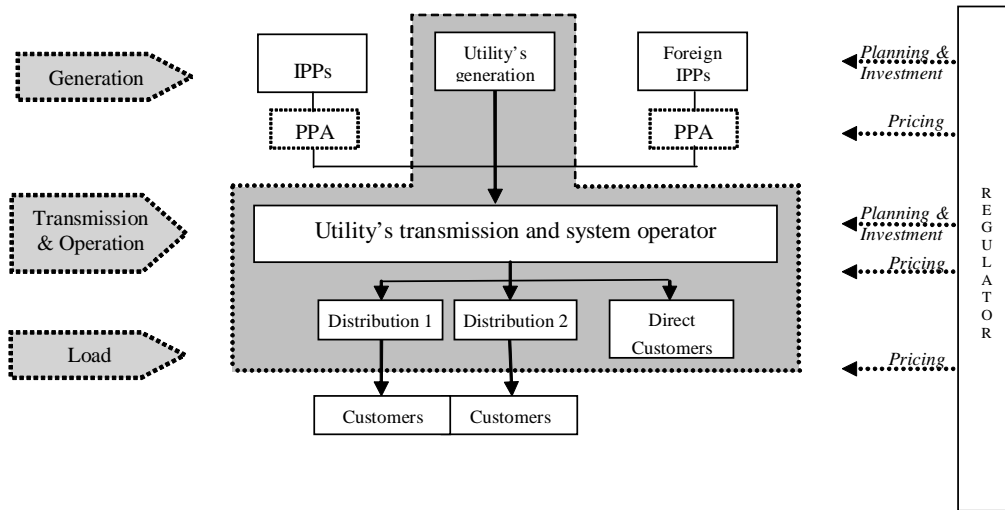 Generation
IPPs
Utility’s
generation
Foreign
IPPs
Planning &
Investment
PPA
PPA
Pricing
Transmission
& Operation
Utility’s transmission and system operator
Planning &
Investment
Pricing
Distribution 1
Distribution 2
Direct
Customers
Load
Pricing
Customers
Customers
R
E
G
U
L
A
T
O
R